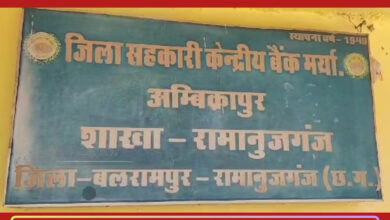 स्थापना वर्ष - 1949
जिला सहकारी केन्द्रीय बैंक मर्या.
अम्बिकापुर
शाखा – रामानुजगंज
जिला–बलरामपुर – रामानुजगंज (छ.ग.)